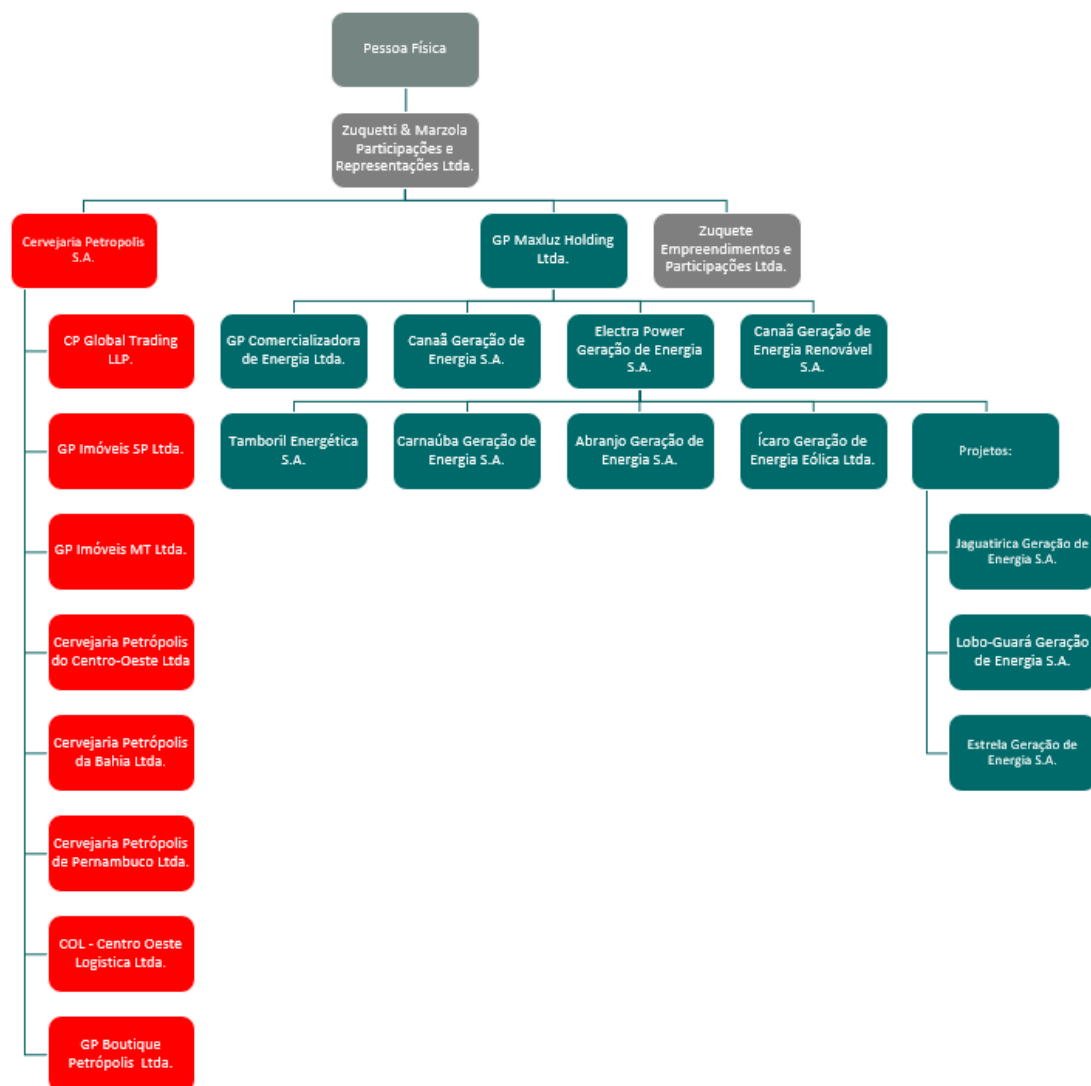 Pessoa Física
Zuquetti & Marzola
Participações e
Representações Ltda.
Cervejaria Petropolis
S.A.
GP Maxluz Holding
Ltda.
Zuquete
Empreendimentos e
Participações Ltda.
CP Global Trading
LLP.
GP Comercializadora
de Energia Ltda.
Canaã Geração de
Energia S.A.
Electra Power
Geração de Energia
S.A.
Canaã Geração de
Energia Renovável
S.A.
GP Imóveis SP Ltda.
Tamboril Energética
S.A.
Carnaúba Geração de
Energia S.A.
Abranjo Geração de
Energia S.A.
Ícaro Geração de
Energia Eólica Ltda.
Projetos:
GP Imóveis MT Ltda.
Jaguatirica Geração de
Energia S.A.
Cervejaria Petrópolis
do Centro-Oeste Ltda
Lobo-Guará Geração
de Energia S.A.
Cervejaria Petrópolis
da Bahia Ltda.
Estrela Geração de
Energia S.A.
Cervejaria Petrópolis
de Pernambuco Ltda.
COL - Centro Oeste
Logistica Ltda.
GP Boutique
Petrópolis Ltda.